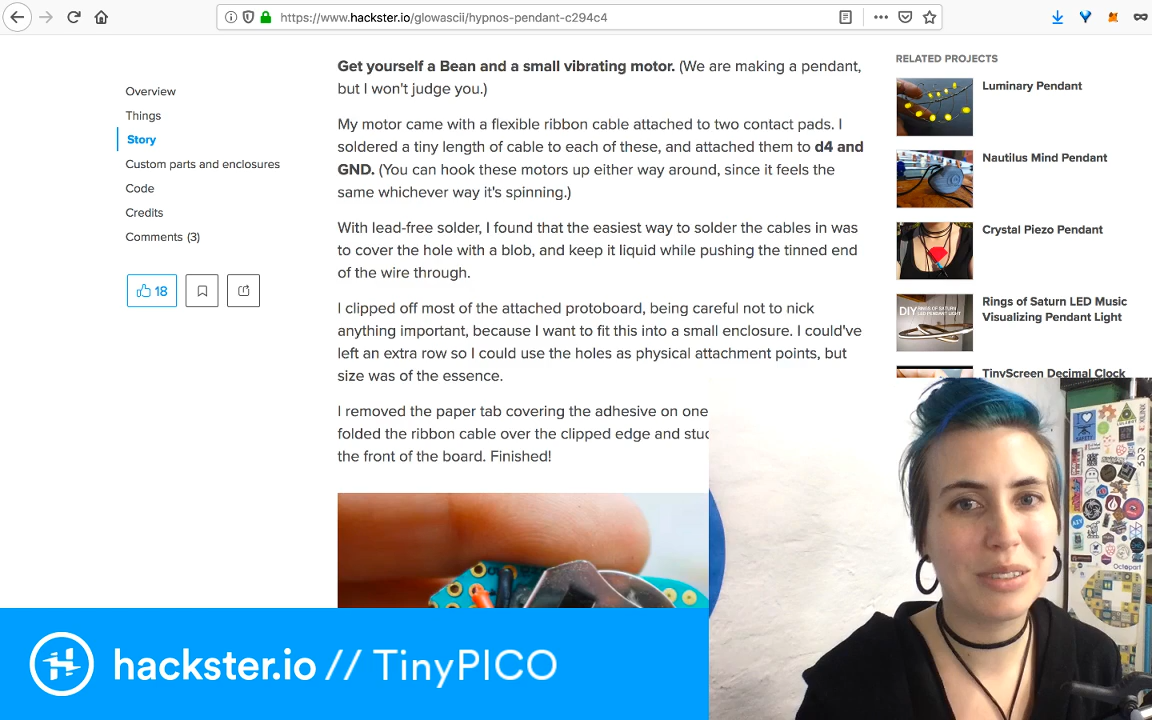 https://www.hackster.io/glowascii/hypnos-pendant-c294c4
Overview
Things
Story
Custom parts and enclosures
Code
Credits
Comments (3)
18
Get yourself a Bean and a small vibrating motor. (We are making a pendant,
but I won't judge you.)
My motor came with a flexible ribbon cable attached to two contact pads. I
soldered a tiny length of cable to each of these, and attached them to d4 and
GND. (You can hook these motors up either way around, since it feels the
same whichever way it's spinning.)
With lead-free solder, I found that the easiest way to solder the cables in was
to cover the hole with a blob, and keep it liquid while pushing the tinned end
of the wire through.
I clipped off most of the attached protoboard, being careful not to nick
anything important, because I want to fit this into a small enclosure. I could've
left an extra row so I could use the holes as physical attachment points, but
size was of the essence.
I removed the paper tab covering the adhesive on one
folded the ribbon cable over the clipped edge and stuc
the front of the board. Finished!
RELATED PROJECTS
Luminary Pendant
Nautilus Mind Pendant
Crystal Piezo Pendant
DIY RINGS OF SATURN LED PENDANT LIGHT
Rings of Saturn LED Music
Visualizing Pendant Light
TinyScreen Decimal Clock
SAFETY
XILINX
Octopart
hackster.io // TinyPICO